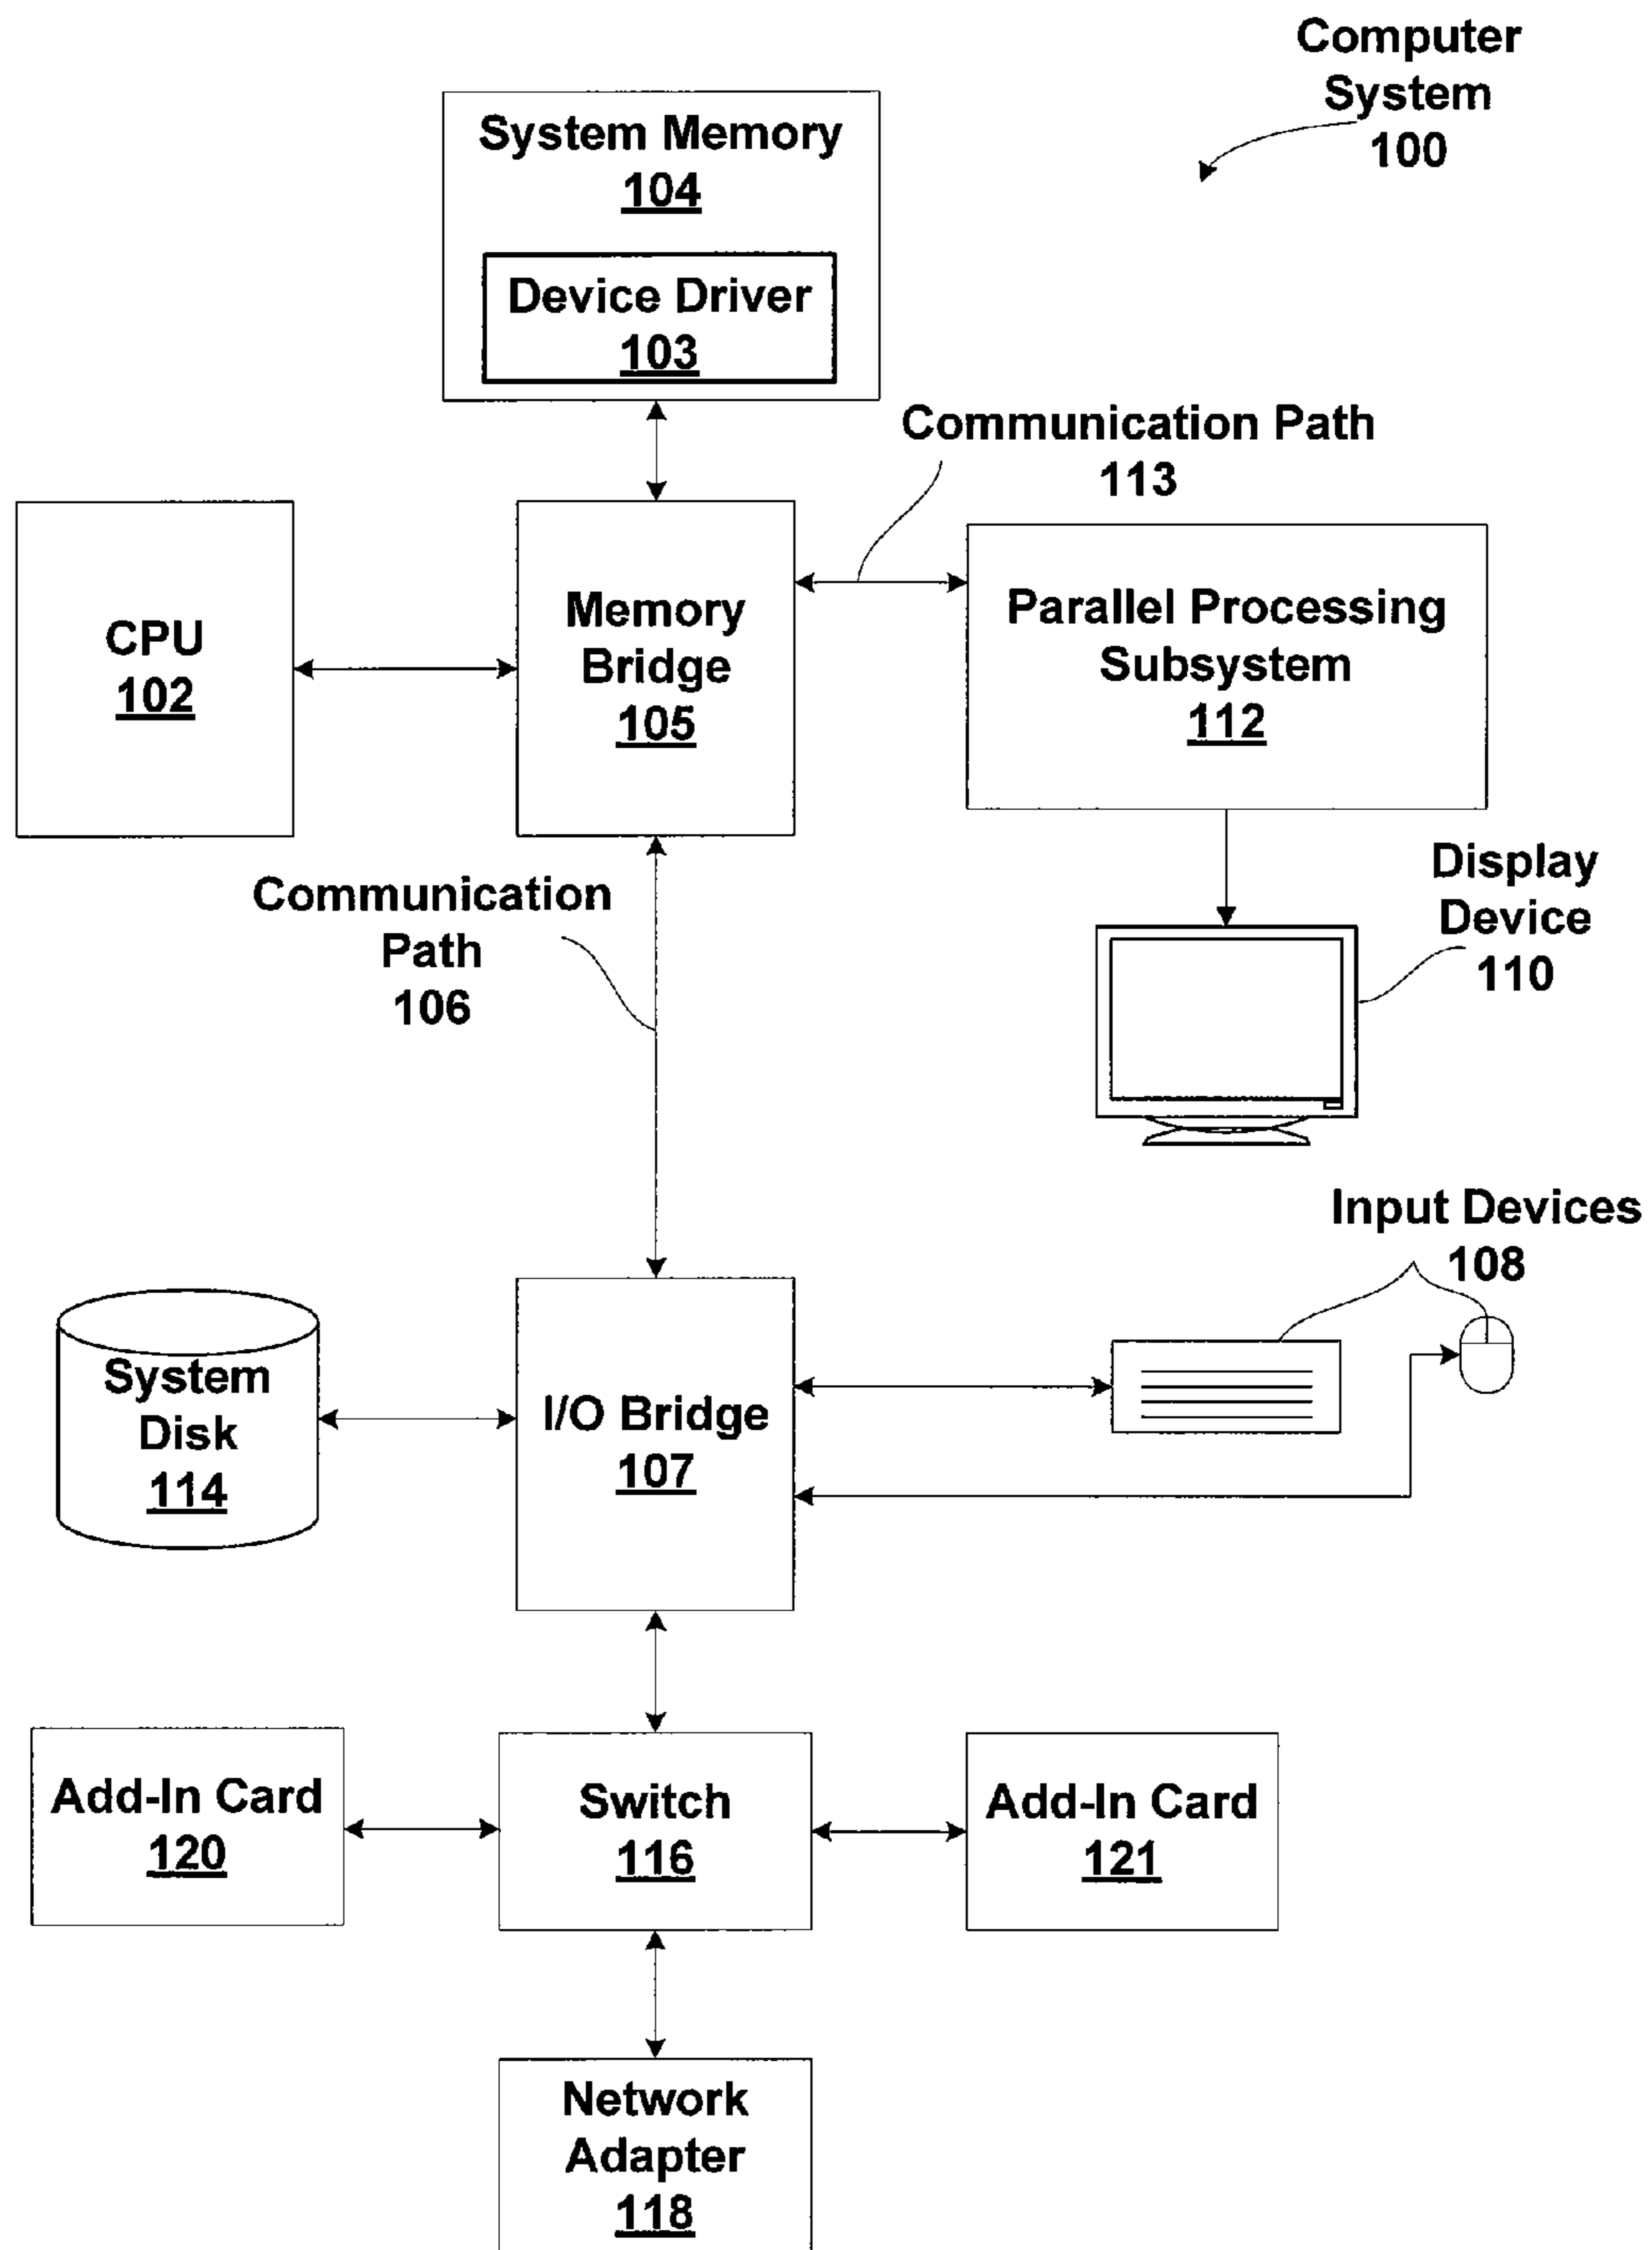 Computer
System
100
System Memory
104
Device Driver
103
Communication Path
113
CPU
102
Memory
Bridge
105
Parallel Processing
Subsystem
112
Communication
Path
106
Display
Device
110
Input Devices
108
System
Disk
114
I/O Bridge
107
Add-In Card
120
Switch
116
Add-In Card
121
Network
Adapter
118